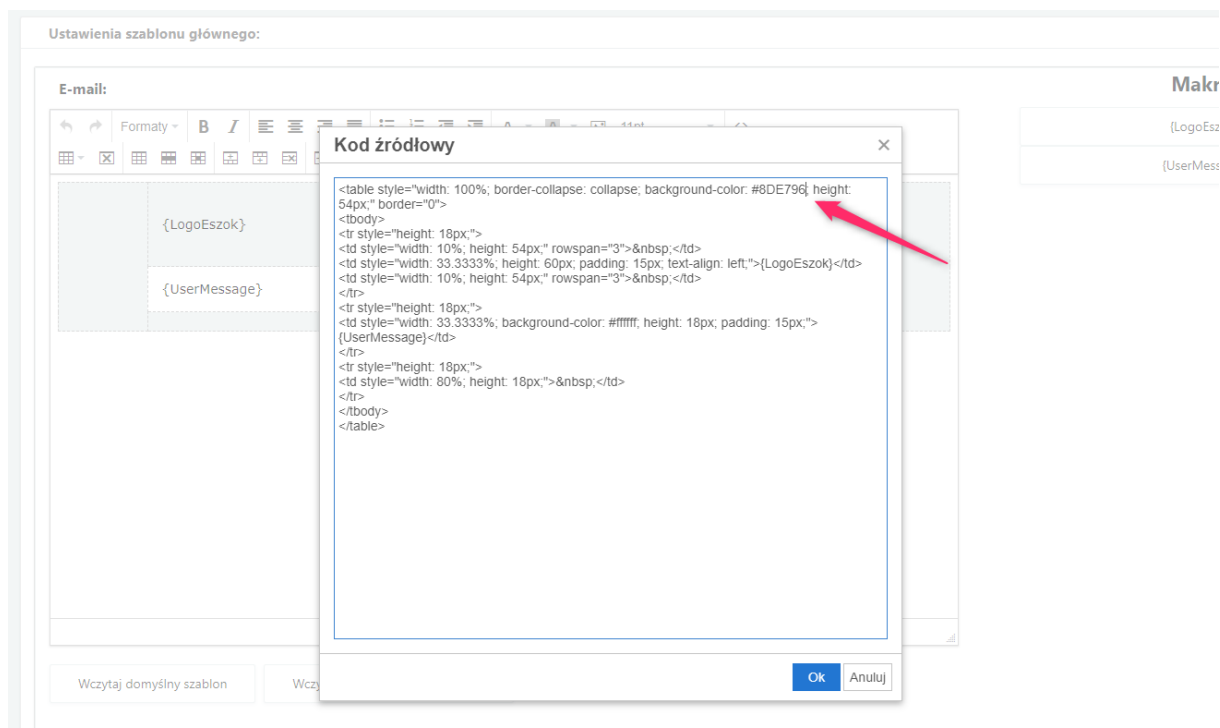 Ustawienia szablonu głównego:
E-mail:
Formaty
B I
11pt
{LogoEszok}
{UserMessage}
Kod źródłowy
<table style="width: 100%; border-collapse: collapse; background-color: #8DE796; height:
54px;" border="0">
<tbody>
<tr style="height: 18px;">
<td style="width: 10%; height: 54px;" rowspan="3">&nbsp;</td>
<td style="width: 33.3333%; height: 60px; padding: 15px; text-align: left;">{LogoEszok}</td>
<td style="width: 10%; height: 54px;" rowspan="3">&nbsp;</td>
</tr>
<tr style="height: 18px;">
<td style="width: 33.3333%; background-color: #ffffff; height: 18px; padding: 15px;">
{UserMessage}</td>
</tr>
<tr style="height: 18px;">
<td style="width: 80%; height: 18px;">&nbsp;</td>
</tr>
</tbody>
</table>
Ok
Anuluj
Wczytaj domyślny szablon